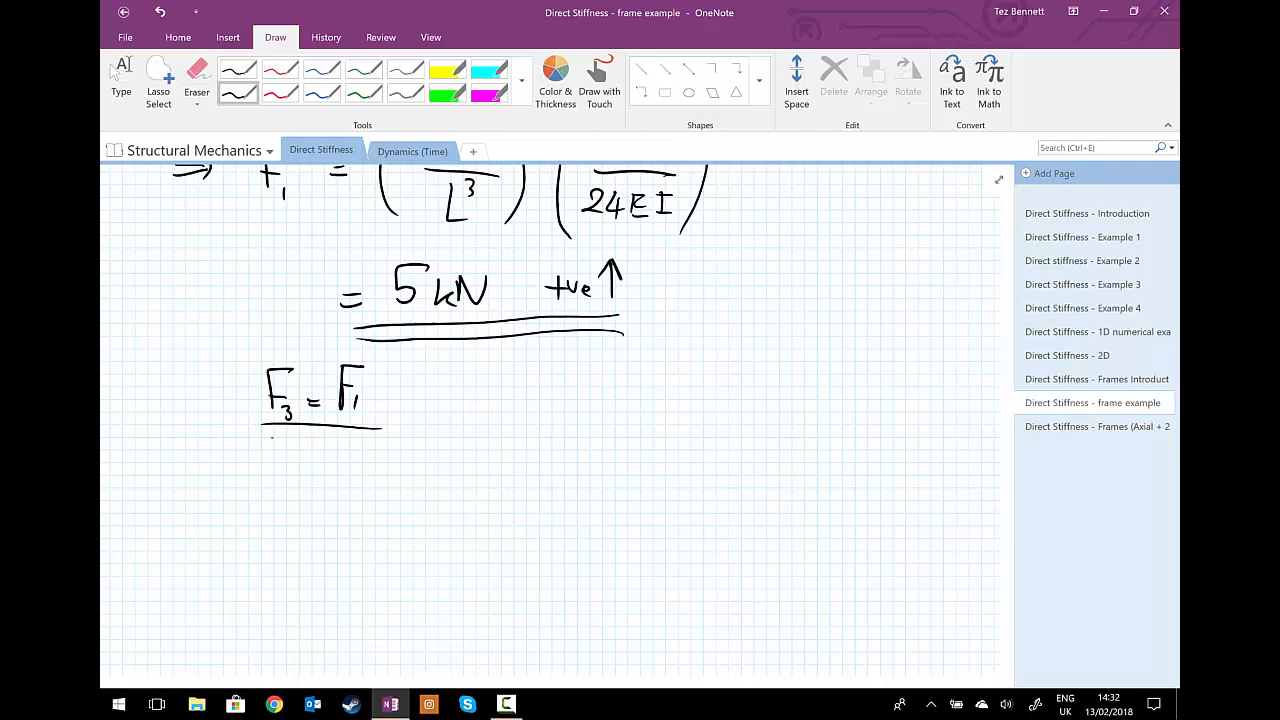 Direct Stiffness - frame example - OneNote
Tez Bennett
File Home Insert Draw History Review View
Type
Lasso Select
Eraser
Color & Thickness
Draw with Touch
Insert Space
Delete
Arrange
Rotate
Ink to Text
Ink to Math
Tools
Shapes
Edit
Convert
Structural Mechanics
Direct Stiffness
Dynamics (Time)
Search (Ctrl+E)
Add Page
Direct Stiffness - Introduction
Direct Stiffness - Example 1
Direct stiffness - Example 2
Direct Stiffness - Example 3
Direct Stiffness - Example 4
Direct Stiffness - 1D numerical exa
Direct Stiffness - 2D
Direct Stiffness - Frames Introduct
Direct Stiffness - frame example
Direct Stiffness - Frames (Axial + 2
⇒ F₁ = ( / L³ ) ( / 24EI )
= 5 kN +ve ↑
F₃ = F₁
ENG
UK
14:32
13/02/2018